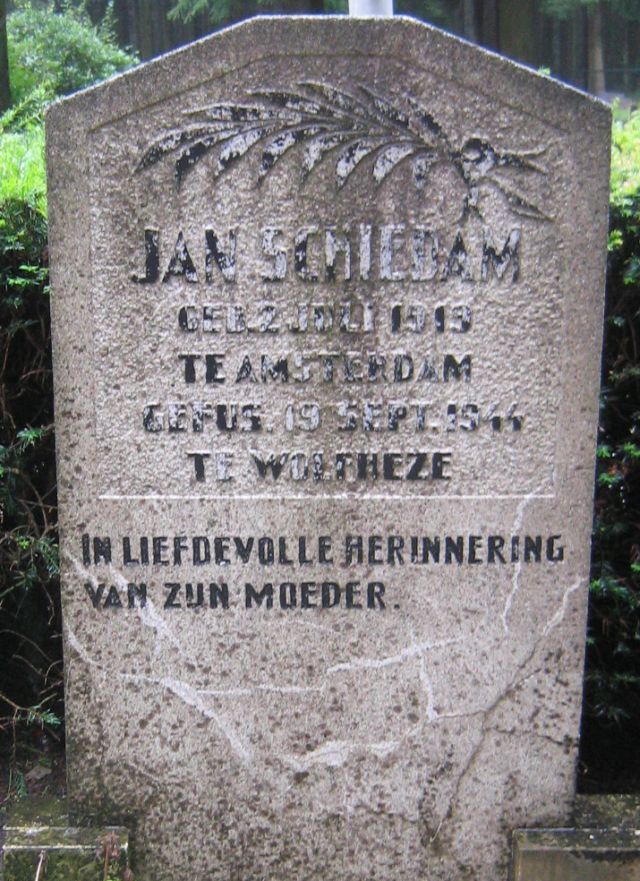 JAN SCHIEDAM
GEB. 2 JULI 1919
TE AMSTERDAM
GEFUS. 19 SEPT. 1944
TE WOLFHEZE
IN LIEFDEVOLLE HERINNERING
VAN ZIJN MOEDER.